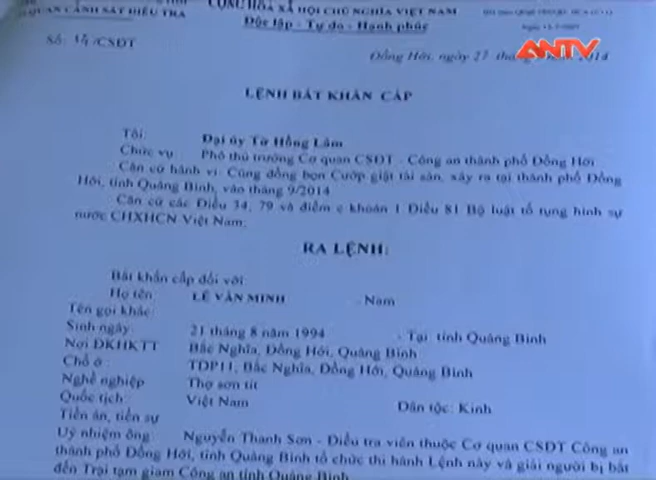 QUAN CẢNH SÁT ĐIỀU TRA
CỘNG HÒA XÃ HỘI CHỦ NGHĨA VIỆT NAM
Độc lập - Tự do - Hạnh phúc
ANTV
Số: 14/CSĐT
Đồng Hới, ngày 27 2014
LỆNH BẮT KHẨN CẤP
Tôi: Đại úy Từ Hồng Lâm
Chức vụ: Phó thủ trưởng Cơ quan CSĐT - Công an thành phố Đồng Hới
Căn cứ hành vi: Cùng đồng bọn Cướp giật tài sản, xảy ra tại thành phố Đồng
Hới, tỉnh Quảng Bình, vào tháng 9/2014
Căn cứ các Điều 34, 79 và điểm c khoản 1 Điều 81 Bộ luật tố tụng hình sự
nước CHXHCN Việt Nam;
RA LỆNH:
Bắt khẩn cấp đối với:
Họ tên LÊ VĂN MINH Nam
Tên gọi khác:
Sinh ngày: 21 tháng 8 năm 1994 - Tại tỉnh Quảng Bình
Nơi ĐKHKTT Bắc Nghĩa, Đồng Hới, Quảng Bình
Chỗ ở: TDP11, Bắc Nghĩa, Đồng Hới, Quảng Bình
Nghề nghiệp Thợ sơn tít
Quốc tịch: Việt Nam Dân tộc: Kinh
Tiền án, tiền sự
Uỷ nhiệm ông: Nguyễn Thanh Sơn - Điều tra viên thuộc Cơ quan CSĐT Công an
thành phố Đồng Hới, tỉnh Quảng Bình tổ chức thi hành Lệnh này và giải người bị bắt
đến Trại tạm giam Công an tỉnh Quảng Bình